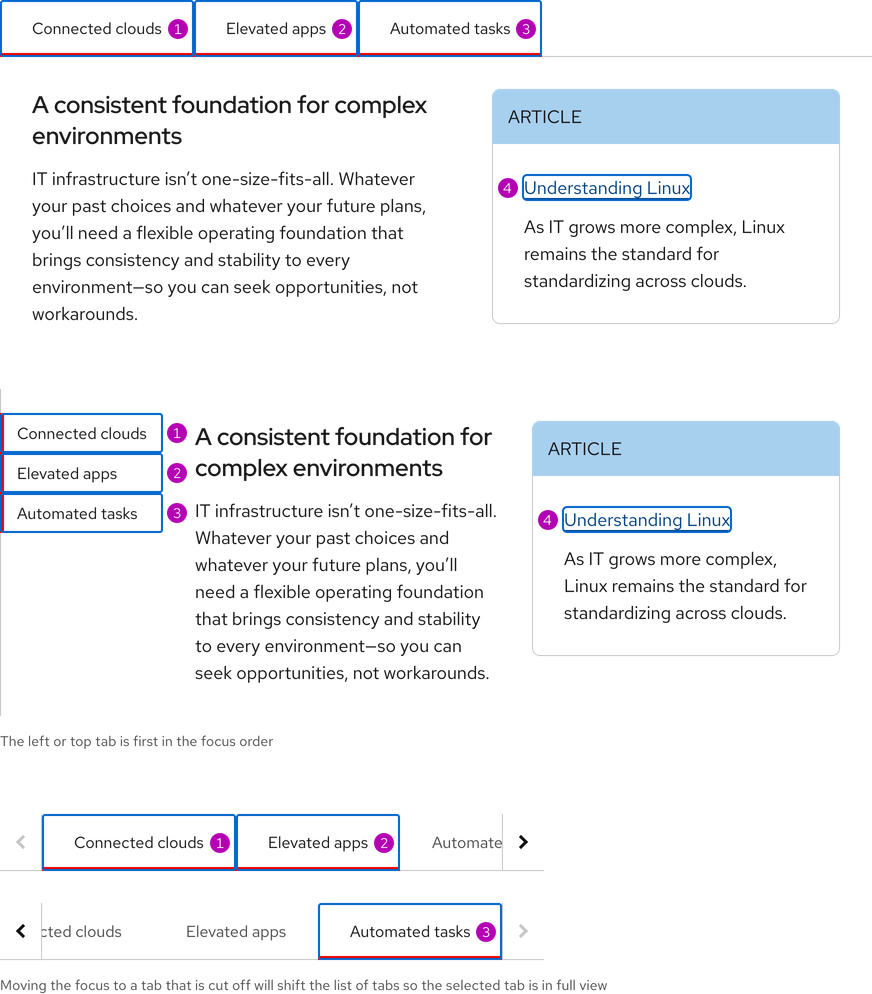 Connected clouds 1 Elevated apps 2 Automated tasks 3
A consistent foundation for complex
environments
IT infrastructure isn’t one-size-fits-all. Whatever
your past choices and whatever your future plans,
you’ll need a flexible operating foundation that
brings consistency and stability to every
environment—so you can seek opportunities, not
workarounds.
ARTICLE
4 Understanding Linux
As IT grows more complex, Linux
remains the standard for
standardizing across clouds.
Connected clouds 1
Elevated apps 2
Automated tasks 3
A consistent foundation for
complex environments
IT infrastructure isn’t one-size-fits-all.
Whatever your past choices and
whatever your future plans, you’ll
need a flexible operating foundation
that brings consistency and stability
to every environment—so you can
seek opportunities, not workarounds.
ARTICLE
4 Understanding Linux
As IT grows more complex,
Linux remains the standard for
standardizing across clouds.
The left or top tab is first in the focus order
Connected clouds 1 Elevated apps 2 Automate
cted clouds Elevated apps Automated tasks 3
Moving the focus to a tab that is cut off will shift the list of tabs so the selected tab is in full view